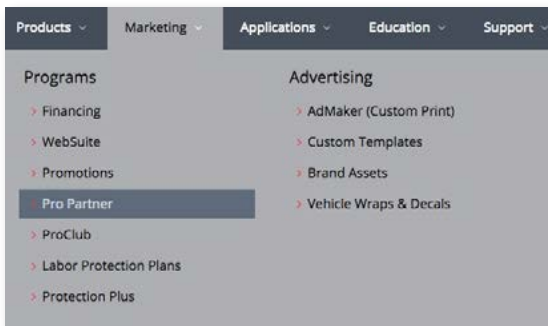 Products Marketing Applications Education Support
Programs
Financing
WebSuite
Promotions
Pro Partner
ProClub
Labor Protection Plans
Protection Plus
Advertising
AdMaker (Custom Print)
Custom Templates
Brand Assets
Vehicle Wraps & Decals